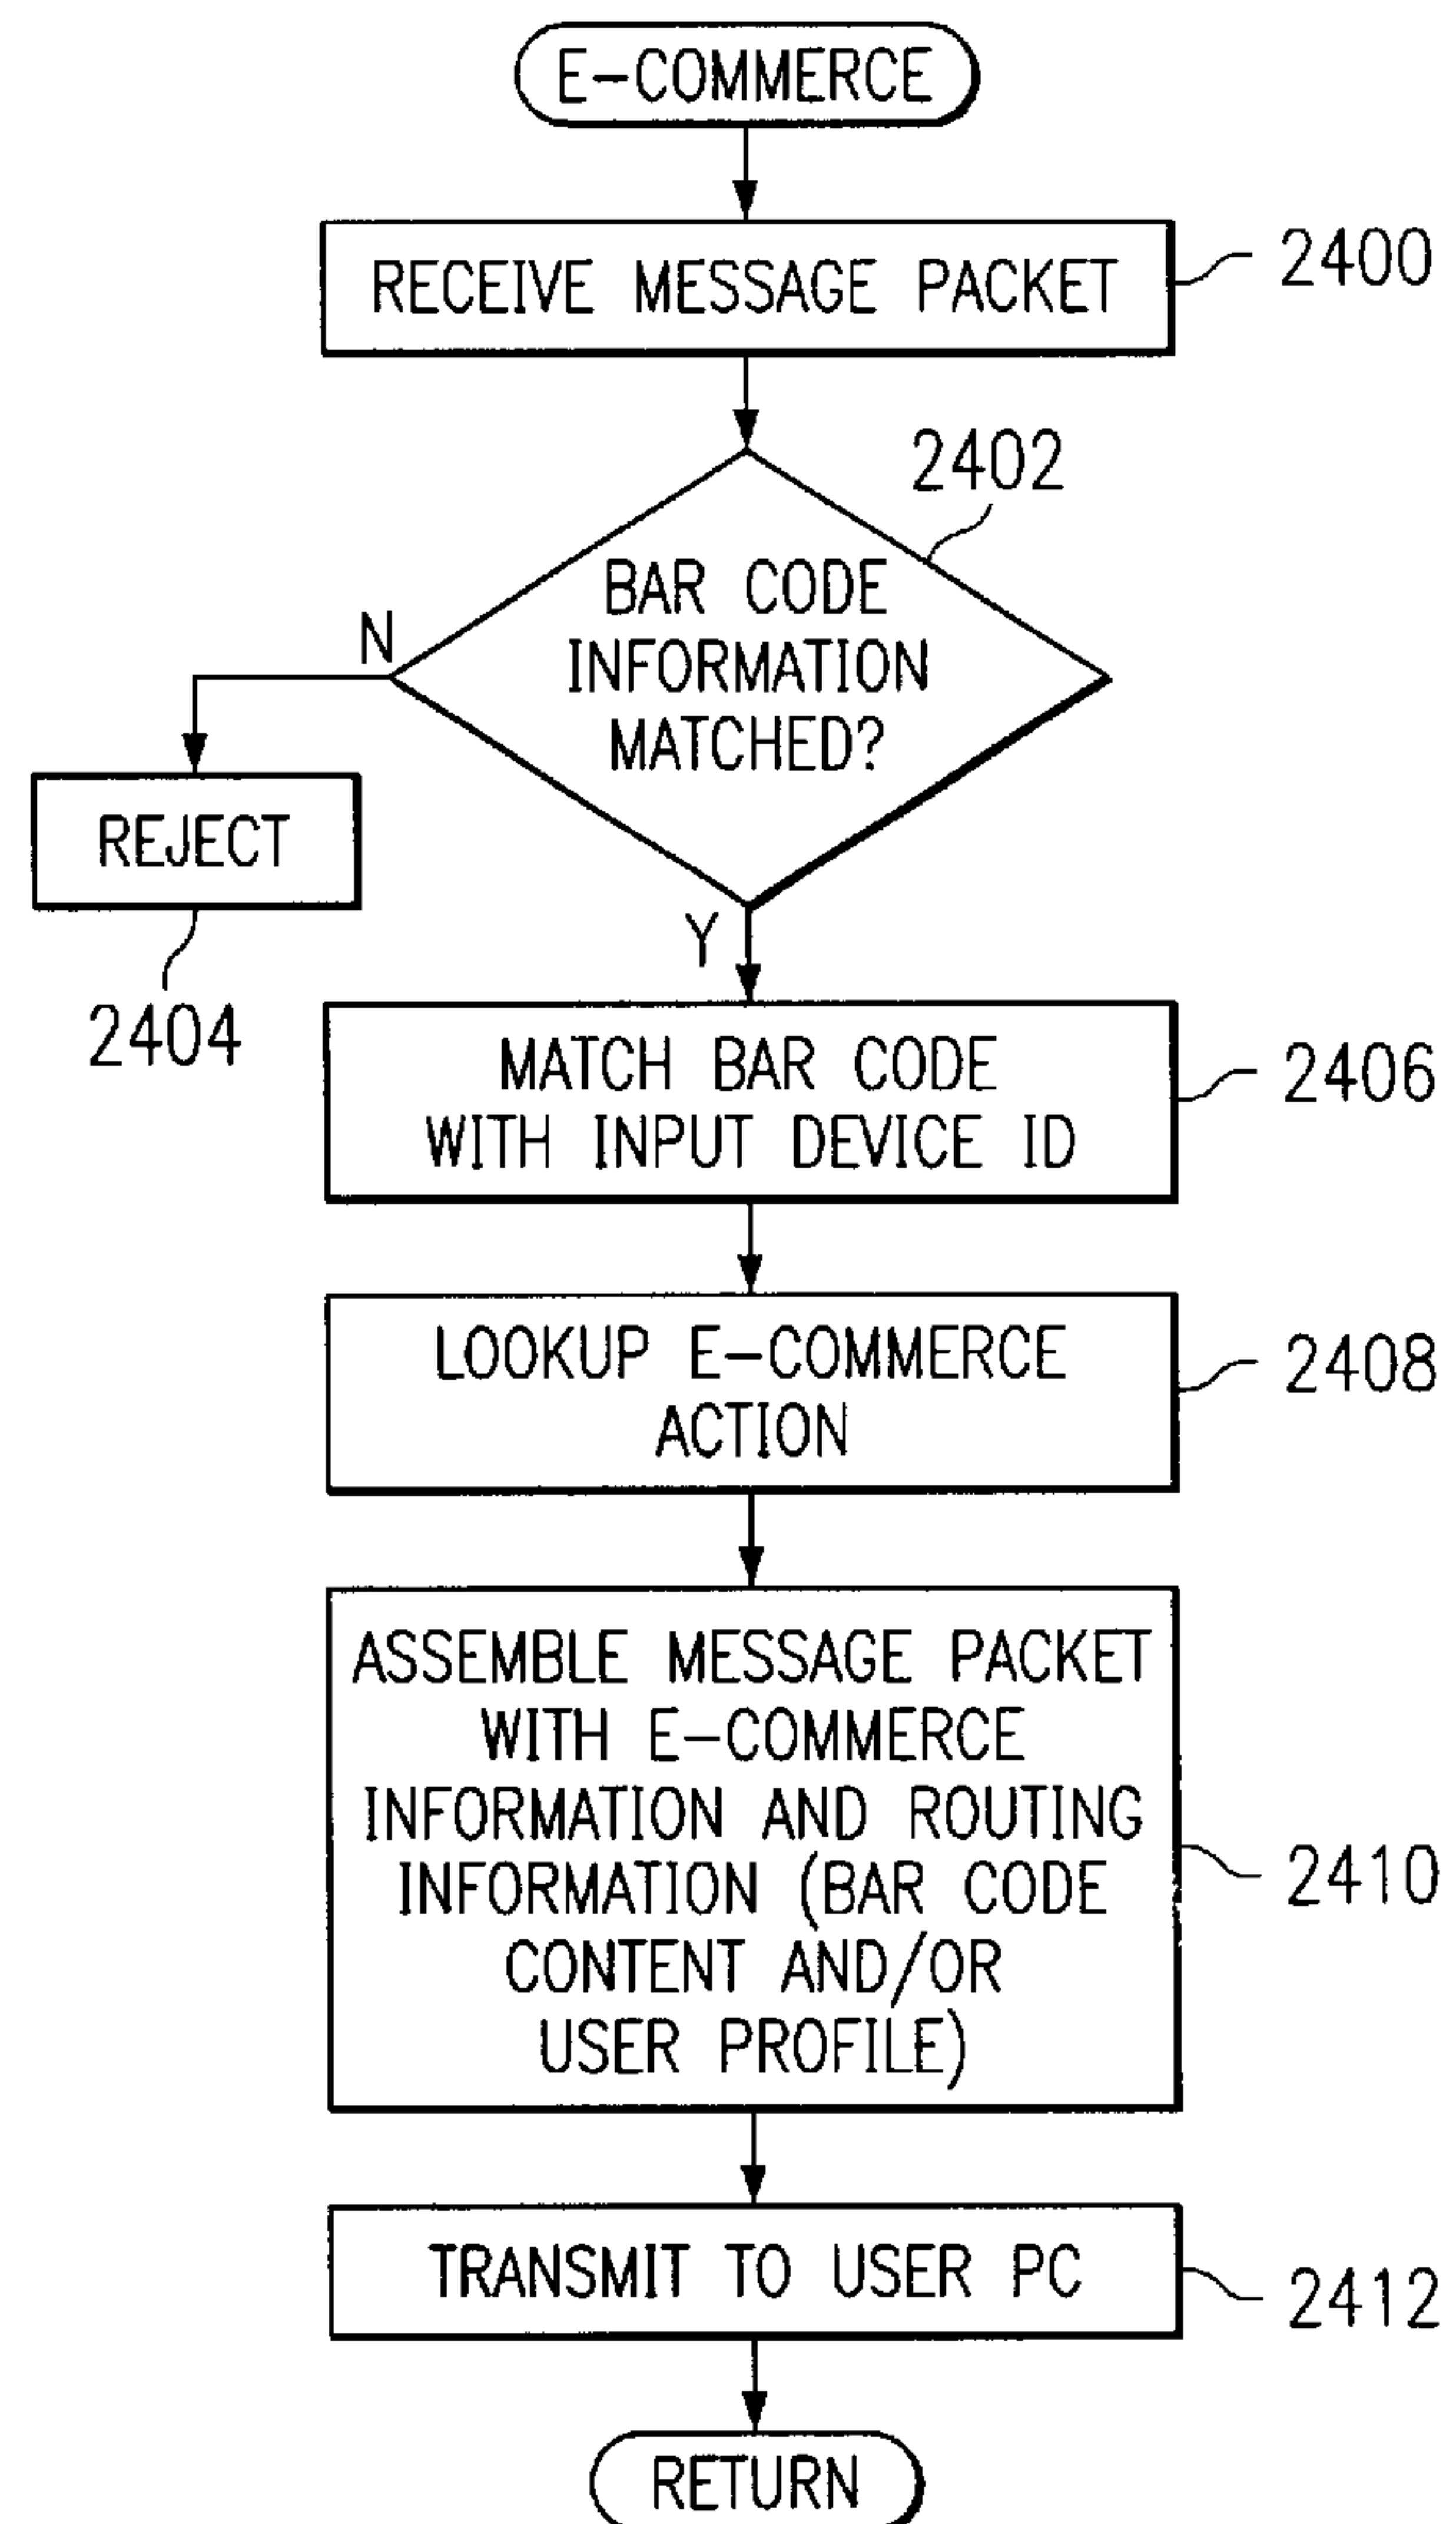 E-COMMERCE
RECEIVE MESSAGE PACKET
2400
2402
BAR CODE
INFORMATION
MATCHED?
N
REJECT
2404
Y
MATCH BAR CODE
WITH INPUT DEVICE ID
2406
LOOKUP E-COMMERCE
ACTION
2408
ASSEMBLE MESSAGE PACKET
WITH E-COMMERCE
INFORMATION AND ROUTING
INFORMATION (BAR CODE
CONTENT AND/OR
USER PROFILE)
2410
TRANSMIT TO USER PC
2412
RETURN